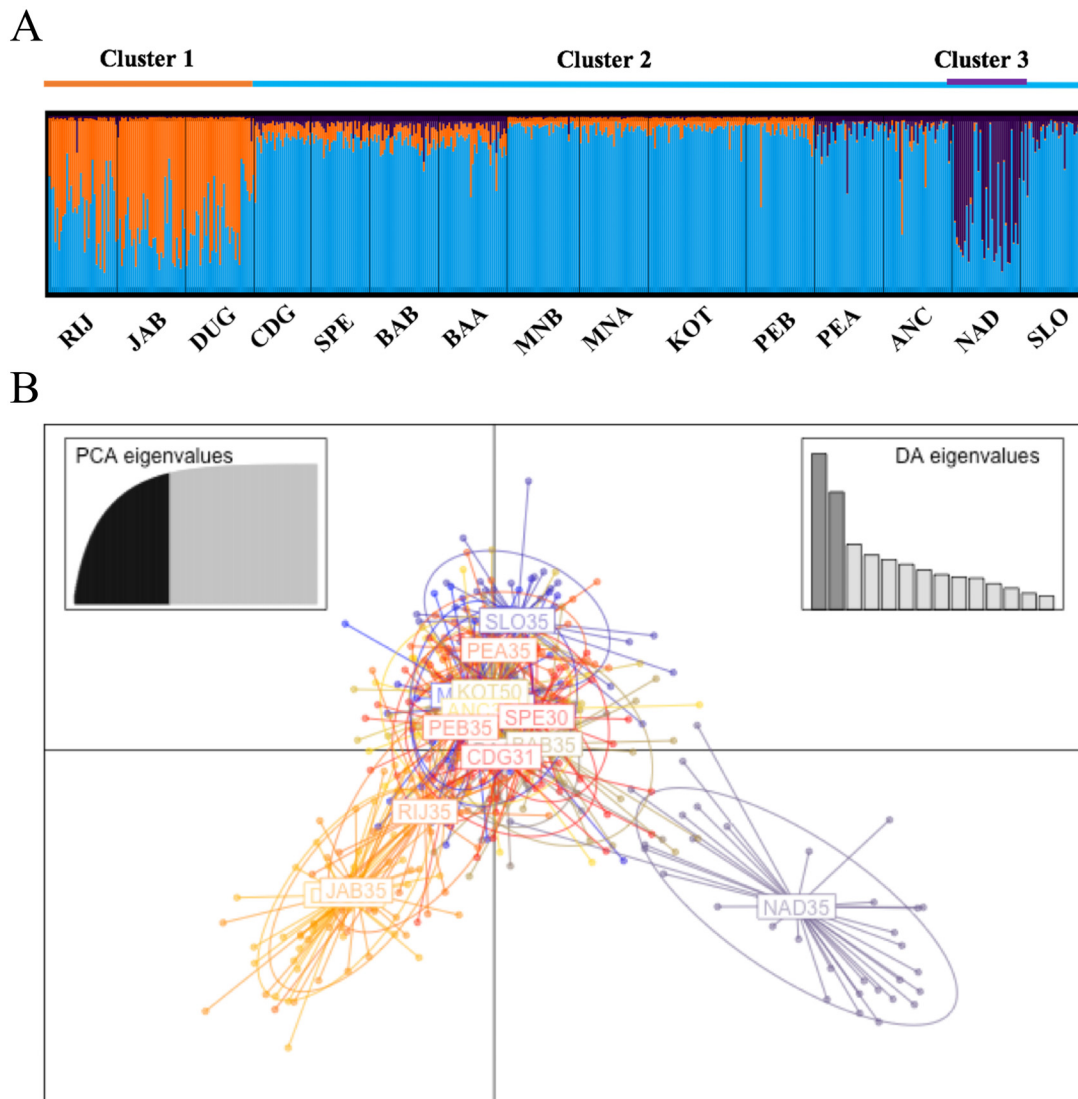 A
Cluster 1 Cluster 2 Cluster 3
RIJ JAB DUG CDG SPE BAB BAA MNB MNA KOT PEB PEA ANC NAD SLO
B
PCA eigenvalues DA eigenvalues
SLO35
PEA35
KOT50
SPE30
PEB35
BAB35
CDG31
RIJ35
JAB35
NAD35